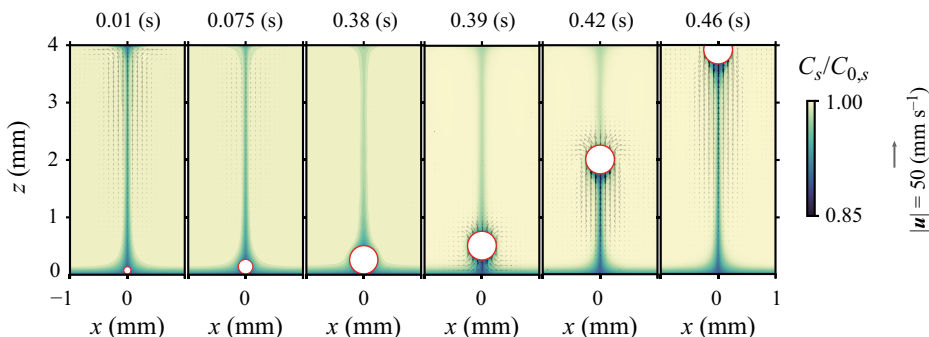 0.01 (s) 0.075 (s) 0.38 (s) 0.39 (s) 0.42 (s) 0.46 (s)
4
3
2
1
0
z (mm)
−1 0 0 0 0 0 0 1
x (mm) x (mm) x (mm) x (mm) x (mm) x (mm)
C_s/C_{0,s}
1.00
0.85
|u| = 50 (mm s⁻¹)